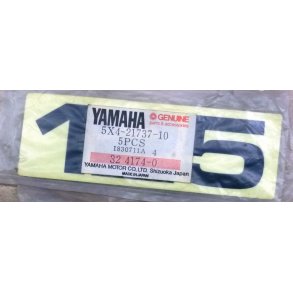 YAMAHA GENUINE
parts & accessories
5X4-21737-10
5PCS
1830711A 4
32 4174-0
YAMAHA MOTOR CO., LTD. Shizuoka Japan
MADE IN JAPAN
125